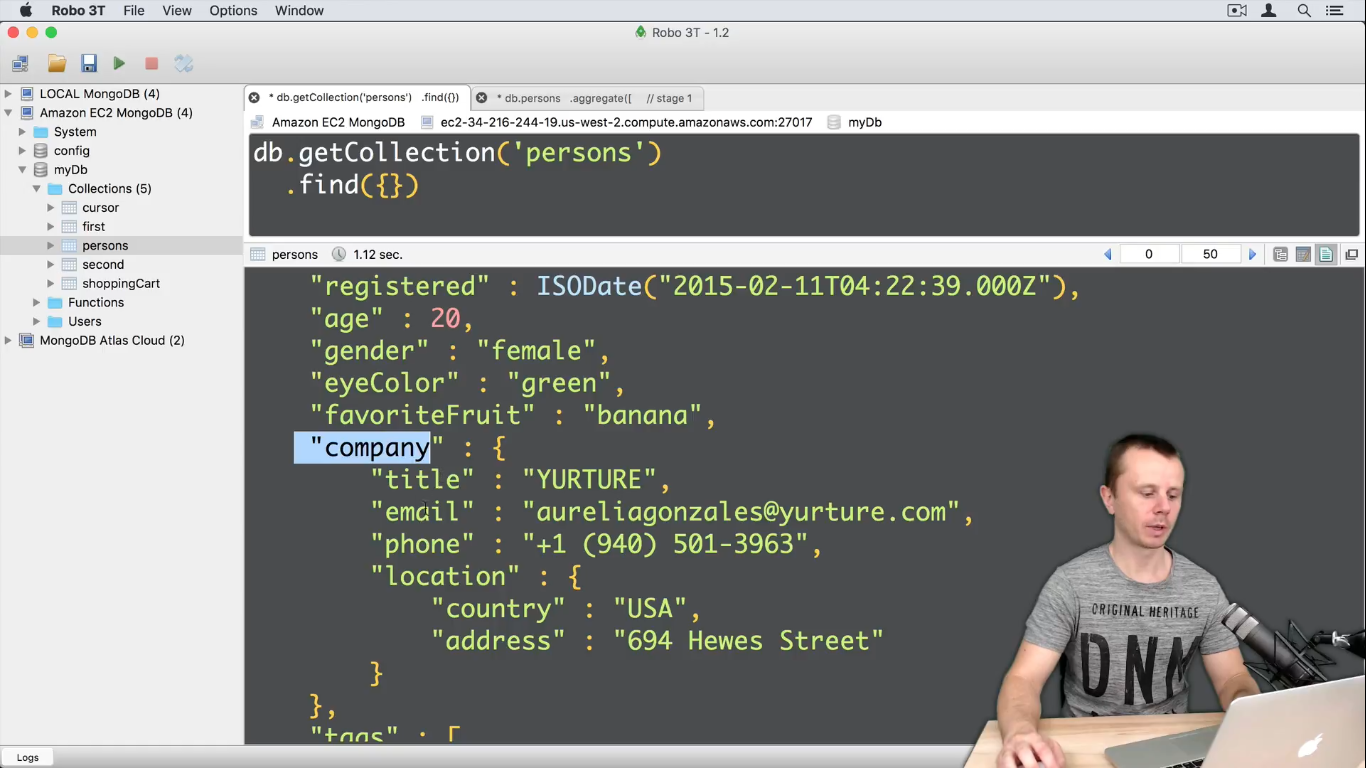 Robo 3T File View Options Window
Robo 3T - 1.2
LOCAL MongoDB (4)
Amazon EC2 MongoDB (4)
System
config
myDb
Collections (5)
cursor
first
persons
second
shoppingCart
Functions
Users
MongoDB Atlas Cloud (2)
* db.getCollection('persons') .find({}) * db.persons .aggregate([ // stage 1
Amazon EC2 MongoDB ec2-34-216-244-19.us-west-2.compute.amazonaws.com:27017 myDb
db.getCollection('persons')
.find({})
persons 1.12 sec. 0 50
"registered" : ISODate("2015-02-11T04:22:39.000Z"),
"age" : 20,
"gender" : "female",
"eyeColor" : "green",
"favoriteFruit" : "banana",
"company" : {
"title" : "YURTURE",
"email" : "aureliagonzales@yurture.com",
"phone" : "+1 (940) 501-3963",
"location" : {
"country" : "USA",
"address" : "694 Hewes Street"
}
},
"tags" : [
ORIGINAL HERITAGE
DNM
Logs